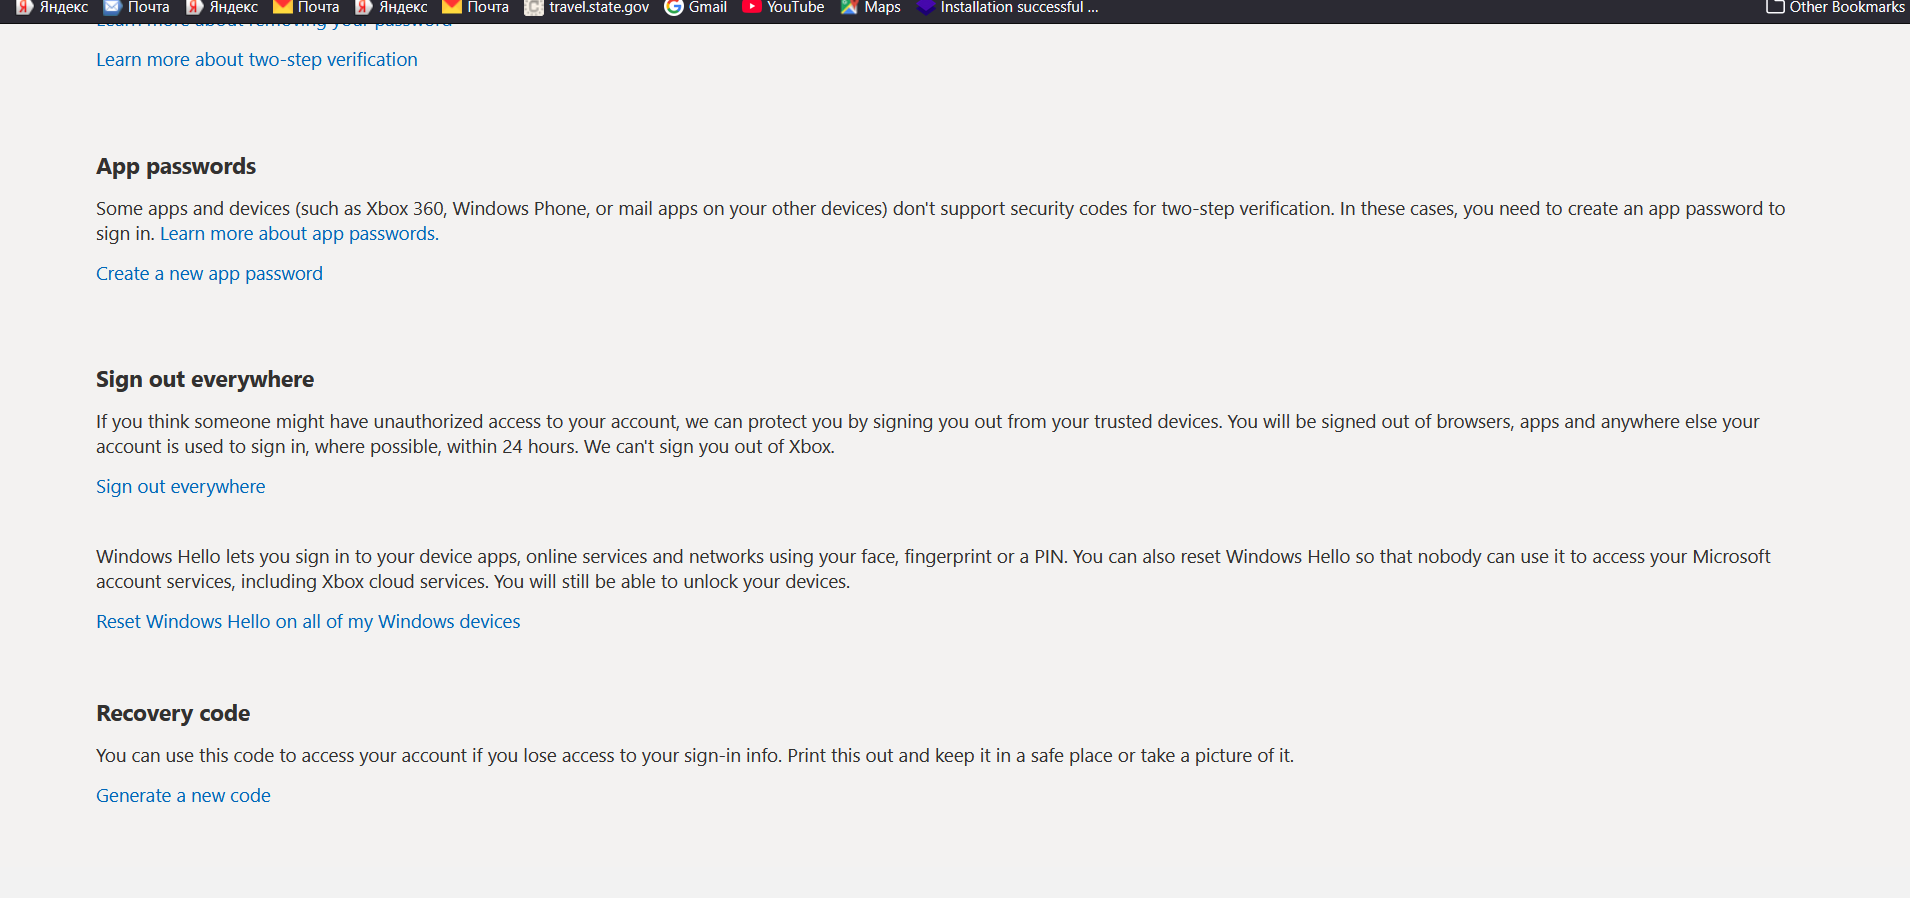 Яндекс Почта Яндекс Почта Яндекс Почта travel.state.gov Gmail YouTube Maps Installation successful ... Other Bookmarks
Learn more about removing your password
Learn more about two-step verification
App passwords
Some apps and devices (such as Xbox 360, Windows Phone, or mail apps on your other devices) don't support security codes for two-step verification. In these cases, you need to create an app password to
sign in. Learn more about app passwords.
Create a new app password
Sign out everywhere
If you think someone might have unauthorized access to your account, we can protect you by signing you out from your trusted devices. You will be signed out of browsers, apps and anywhere else your
account is used to sign in, where possible, within 24 hours. We can't sign you out of Xbox.
Sign out everywhere
Windows Hello lets you sign in to your device apps, online services and networks using your face, fingerprint or a PIN. You can also reset Windows Hello so that nobody can use it to access your Microsoft
account services, including Xbox cloud services. You will still be able to unlock your devices.
Reset Windows Hello on all of my Windows devices
Recovery code
You can use this code to access your account if you lose access to your sign-in info. Print this out and keep it in a safe place or take a picture of it.
Generate a new code